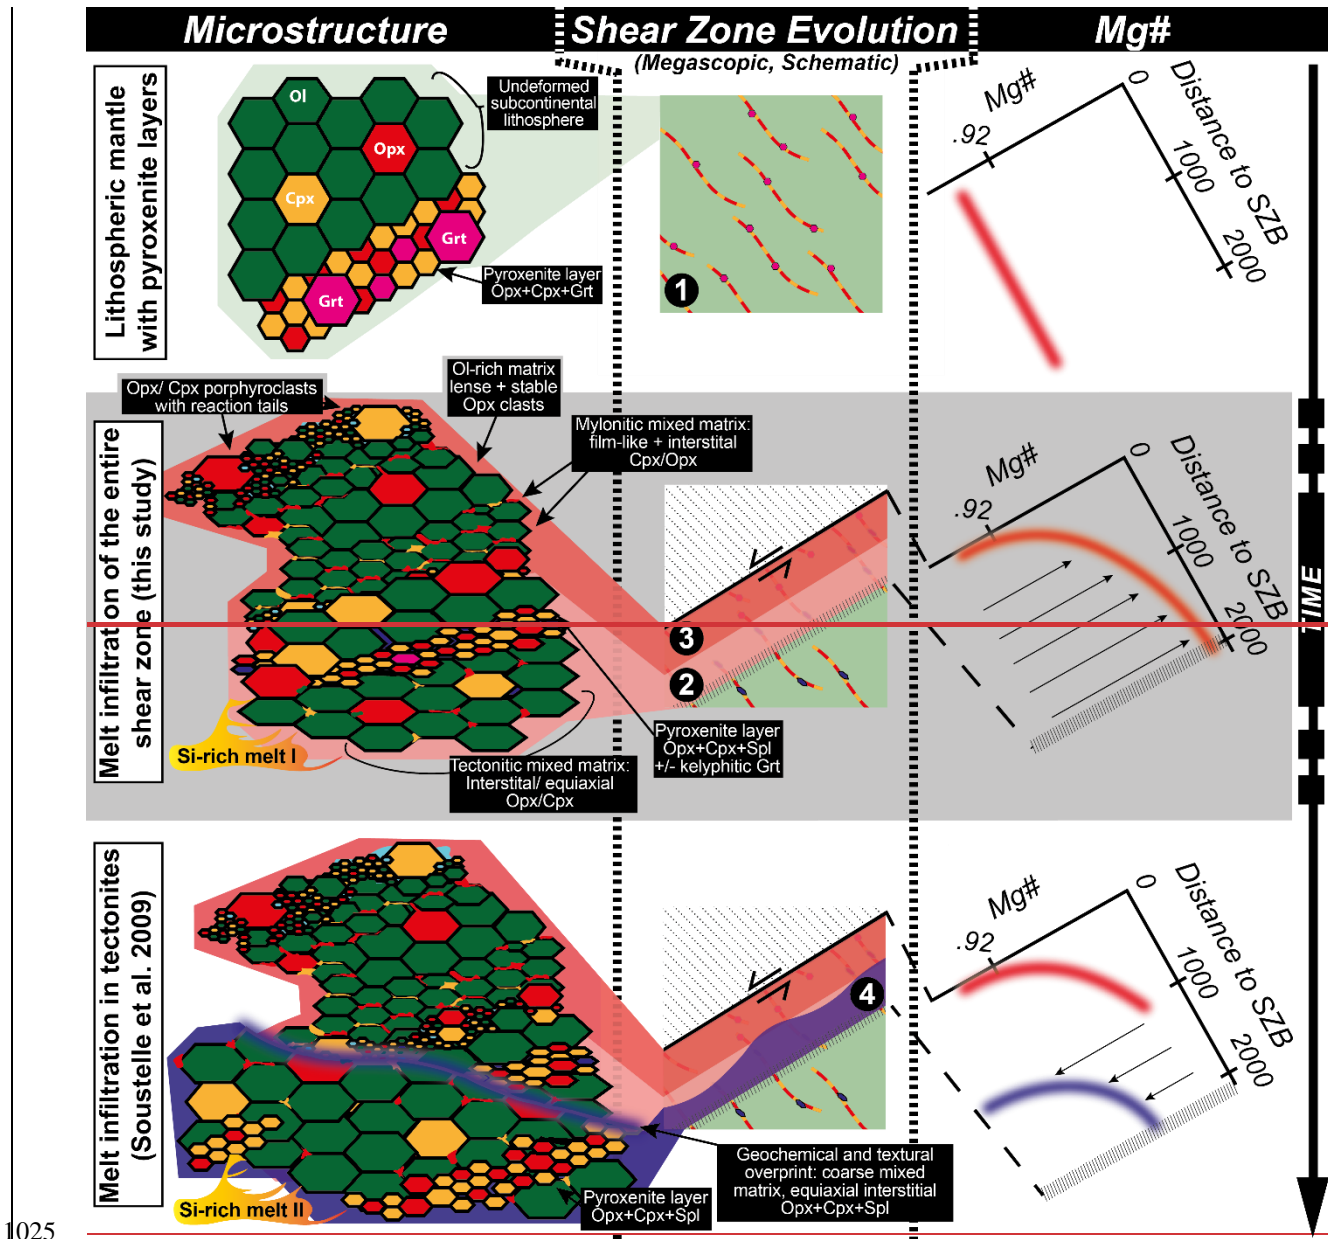 Microstructure
Shear Zone Evolution
(Megascopic, Schematic)
Mg#
Lithospheric mantle
with pyroxenite layers
Ol
Opx
Cpx
Grt
Grt
Undeformed
subcontinental
lithosphere
Pyroxenite layer
Opx+Cpx+Grt
1
Mg#
.92
0
1000
2000
Distance to SZB
TIME
Melt infiltration of the entire
shear zone (this study)
Opx/ Cpx porphyroclasts
with reaction tails
Ol-rich matrix
lense + stable
Opx clasts
Mylonitic mixed matrix:
film-like + interstital
Cpx/Opx
Si-rich melt I
Tectonitic mixed matrix:
Interstital/ equiaxial
Opx/Cpx
Pyroxenite layer
Opx+Cpx+Spl
+/- kelyphitic Grt
3
2
Mg#
.92
0
1000
2000
Distance to SZB
Melt infiltration in tectonites
(Soustelle et al. 2009)
Si-rich melt II
Pyroxenite layer
Opx+Cpx+Spl
Geochemical and textural
overprint: coarse mixed
matrix, equiaxial interstitial
Opx+Cpx+Spl
4
Mg#
.92
0
1000
2000
Distance to SZB
1025